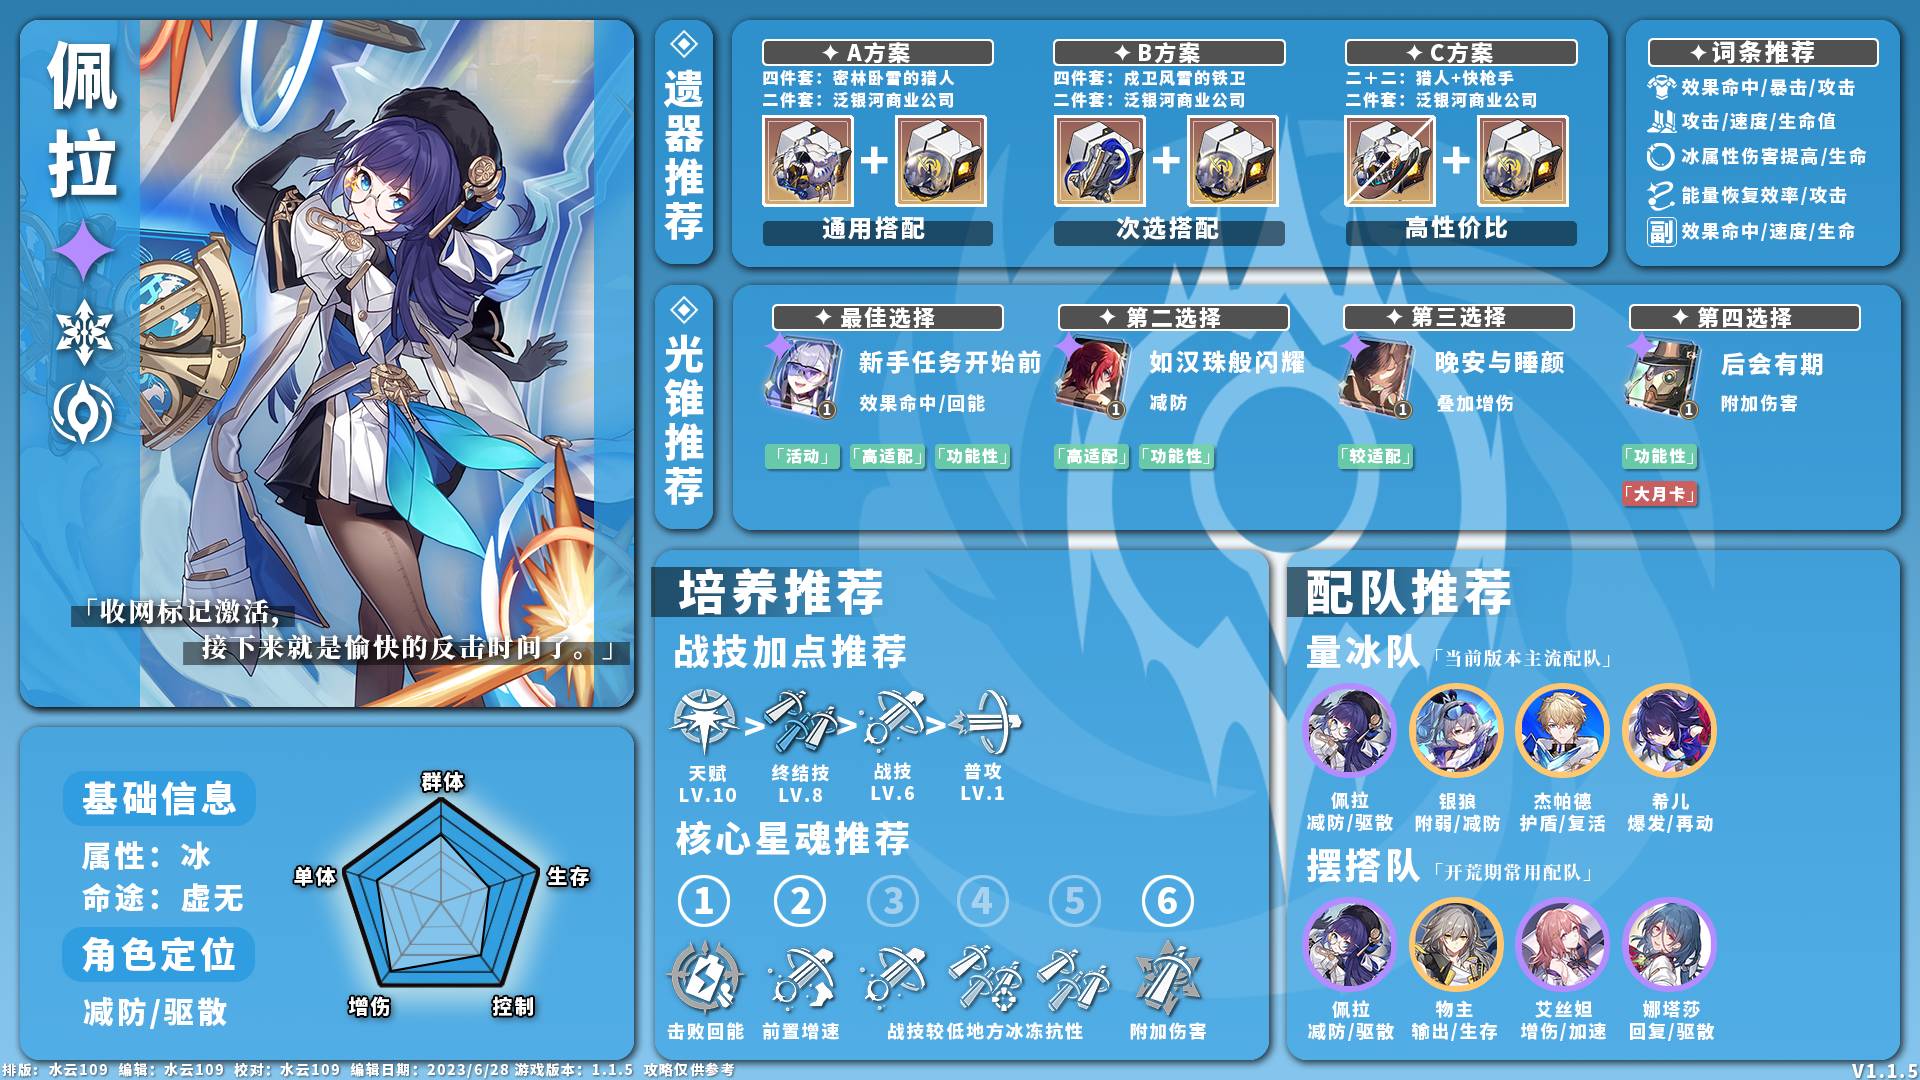 佩拉
「收网标记激活，
接下来就是愉快的反击时间了。」
遗器推荐
A方案
四件套：密林卧雪的猎人
二件套：泛银河商业公司
+
通用搭配
B方案
四件套：戍卫风雪的铁卫
二件套：泛银河商业公司
+
次选搭配
C方案
二＋二：猎人+快枪手
二件套：泛银河商业公司
+
高性价比
词条推荐
效果命中/暴击/攻击
攻击/速度/生命值
冰属性伤害提高/生命
能量恢复效率/攻击
副 效果命中/速度/生命
光锥推荐
最佳选择
新手任务开始前
效果命中/回能
1
「活动」 「高适配」 「功能性」
第二选择
如汉珠般闪耀
减防
1
「高适配」 「功能性」
第三选择
晚安与睡颜
叠加增伤
1
「较适配」
第四选择
后会有期
附加伤害
1
「功能性」
「大月卡」
基础信息
属性：冰
命途：虚无
角色定位
减防/驱散
群体
生存
控制
增伤
单体
培养推荐
战技加点推荐
> > >
天赋 终结技 战技 普攻
LV.10 LV.8 LV.6 LV.1
核心星魂推荐
1 2 3 4 5 6
击败回能 前置增速 战技较低地方冰冻抗性 附加伤害
配队推荐
量冰队「当前版本主流配队」
佩拉 银狼 杰帕德 希儿
减防/驱散 附弱/减防 护盾/复活 爆发/再动
摆搭队「开荒期常用配队」
佩拉 物主 艾丝妲 娜塔莎
减防/驱散 输出/生存 增伤/加速 回复/驱散
排版：水云109 编辑：水云109 校对：水云109 编辑日期：2023/6/28 游戏版本：1.1.5 攻略仅供参考
V1.1.5